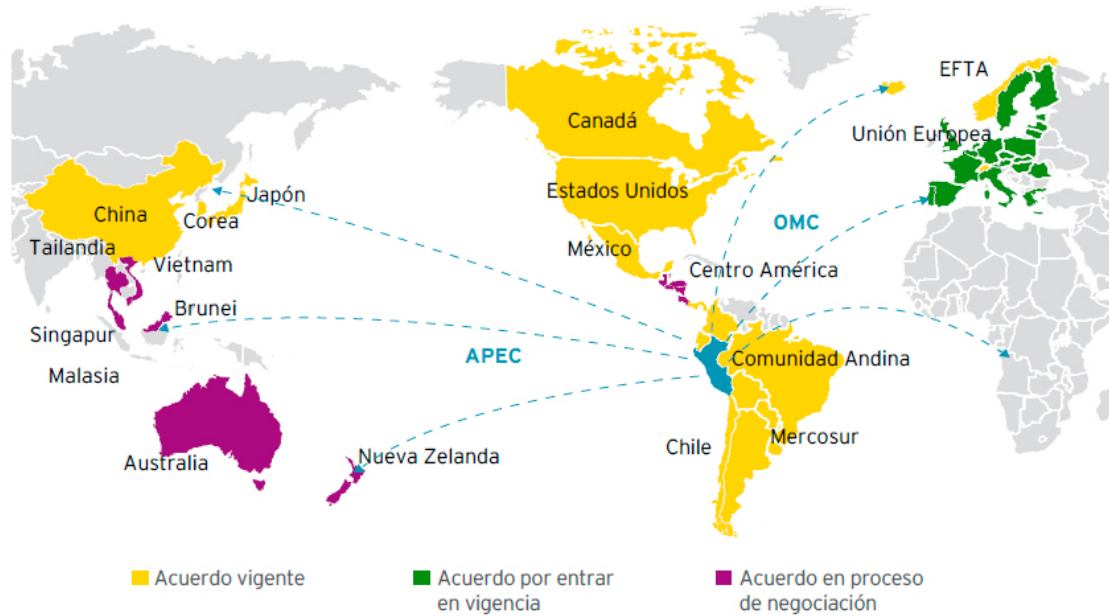 EFTA
Canadá
Unión Europea
Estados Unidos
Japón
China
Corea
OMC
Tailandia
México
Vietnam
Centro América
Brunei
Singapur
APEC
Comunidad Andina
Malasia
Mercosur
Chile
Nueva Zelanda
Australia
Acuerdo vigente
Acuerdo por entrar
en vigencia
Acuerdo en proceso
de negociación